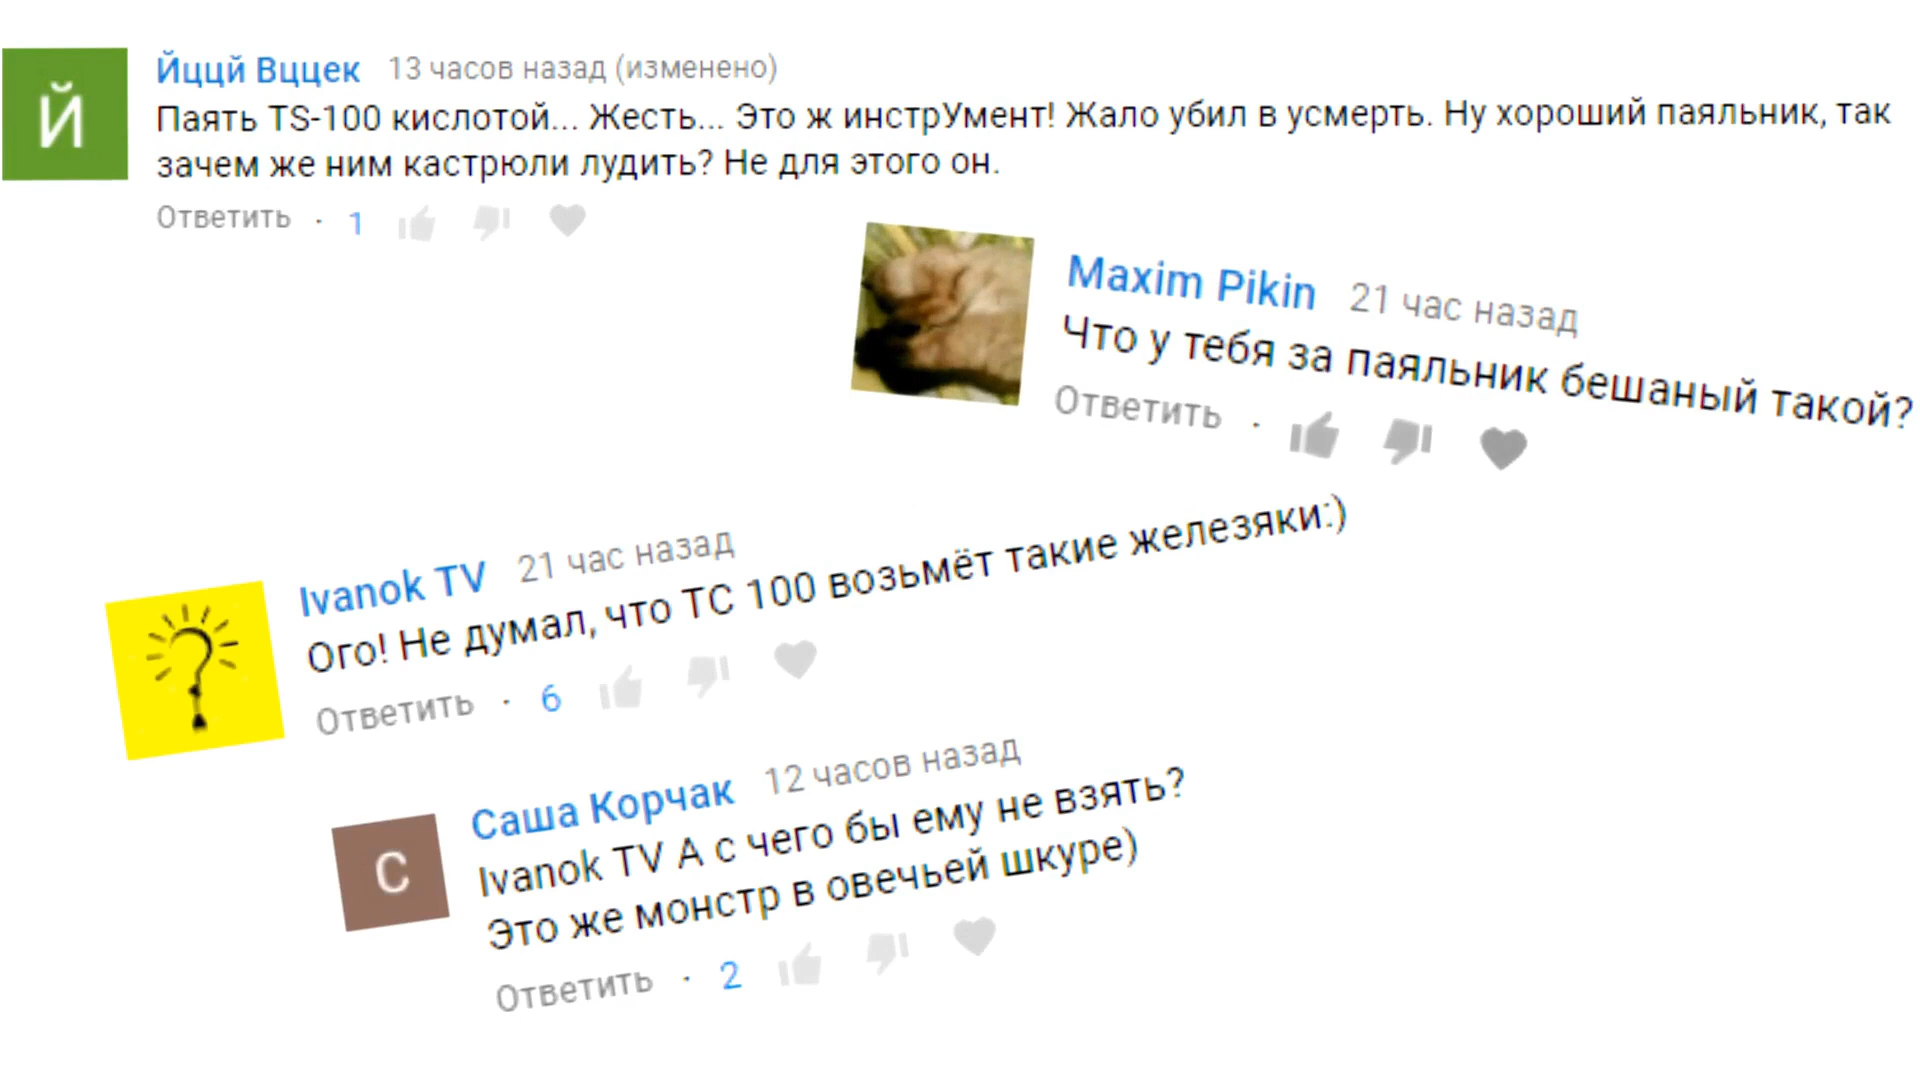 Й
Йццй Вццек 13 часов назад (изменено)
Паять TS-100 кислотой... Жесть... Это ж инстрУмент! Жало убил в усмерть. Ну хороший паяльник, так
зачем же ним кастрюли лудить? Не для этого он.
Ответить · 1
Maxim Pikin 21 час назад
Что у тебя за паяльник бешаный такой?
Ответить ·
Ivanok TV 21 час назад
Ого! Не думал, что ТС 100 возьмёт такие железяки:)
Ответить · 6
С
Саша Корчак 12 часов назад
Ivanok TV А с чего бы ему не взять?
Это же монстр в овечьей шкуре)
Ответить · 2